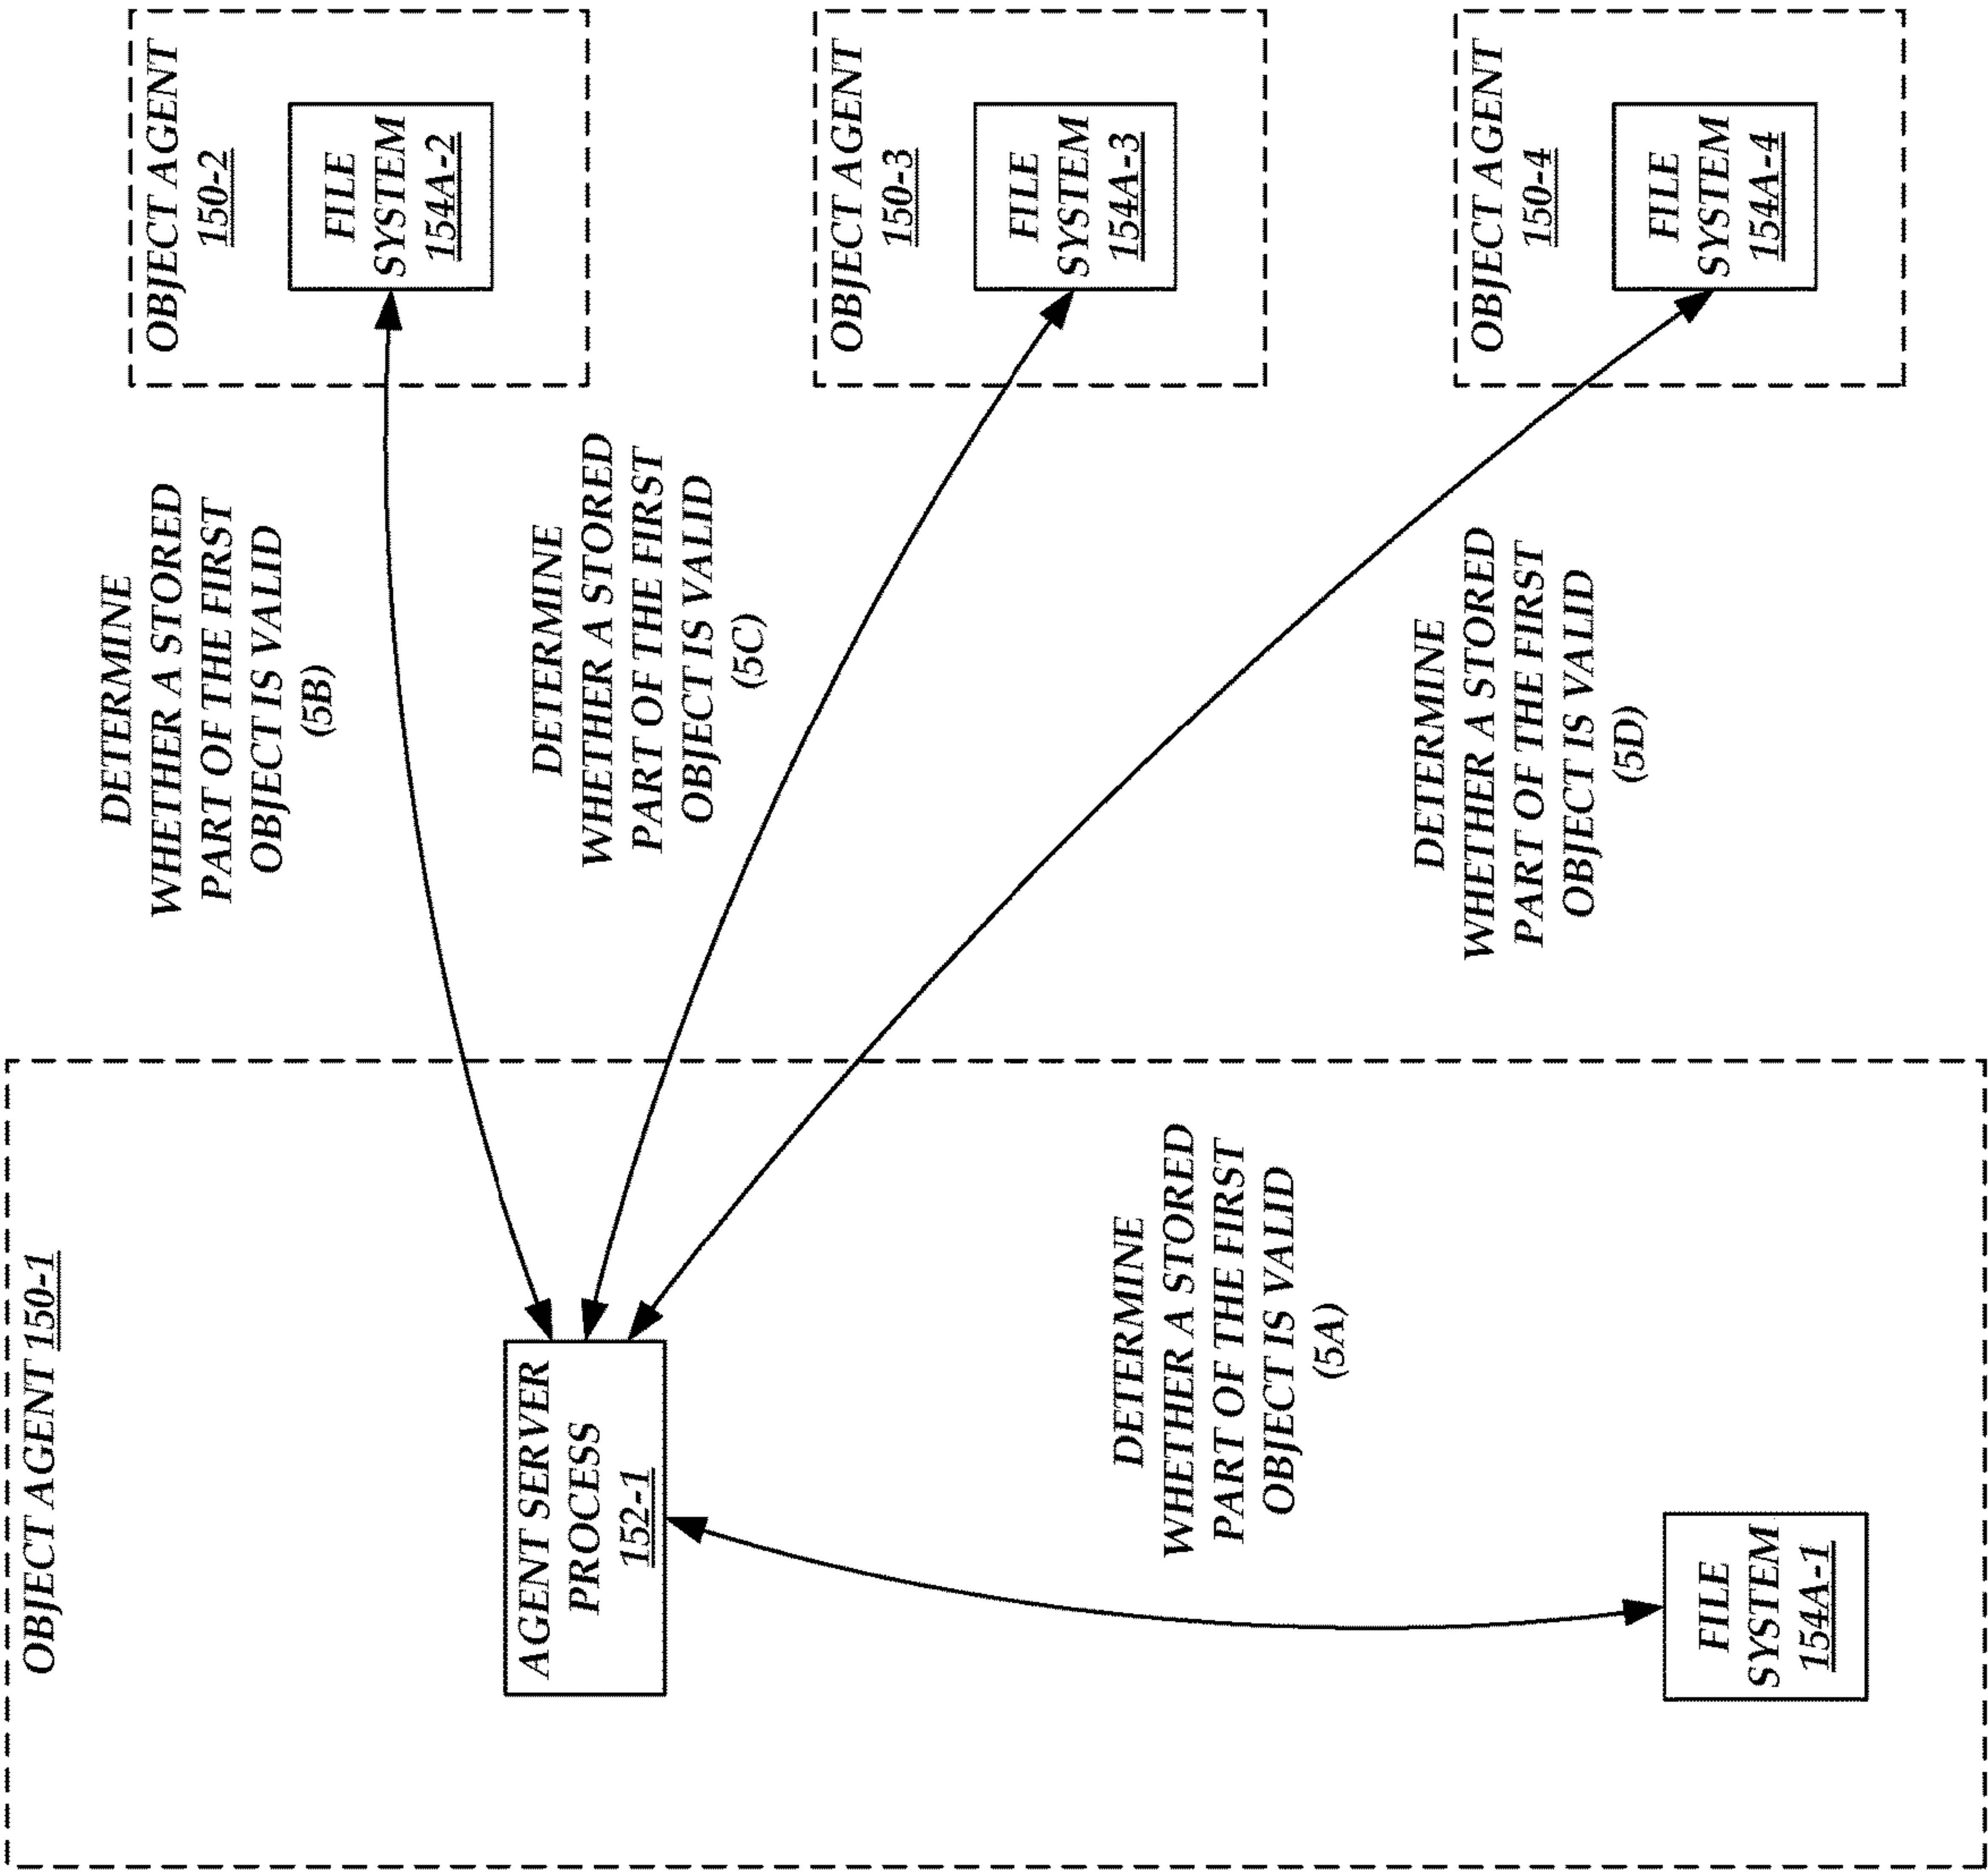 OBJECT AGENT 150-1
AGENT SERVER
PROCESS
152-1
DETERMINE
WHETHER A STORED
PART OF THE FIRST
OBJECT IS VALID
(5A)
FILE
SYSTEM
154A-1
DETERMINE
WHETHER A STORED
PART OF THE FIRST
OBJECT IS VALID
(5B)
DETERMINE
WHETHER A STORED
PART OF THE FIRST
OBJECT IS VALID
(5C)
DETERMINE
WHETHER A STORED
PART OF THE FIRST
OBJECT IS VALID
(5D)
OBJECT AGENT
150-2
FILE
SYSTEM
154A-2
OBJECT AGENT
150-3
FILE
SYSTEM
154A-3
OBJECT AGENT
150-4
FILE
SYSTEM
154A-4